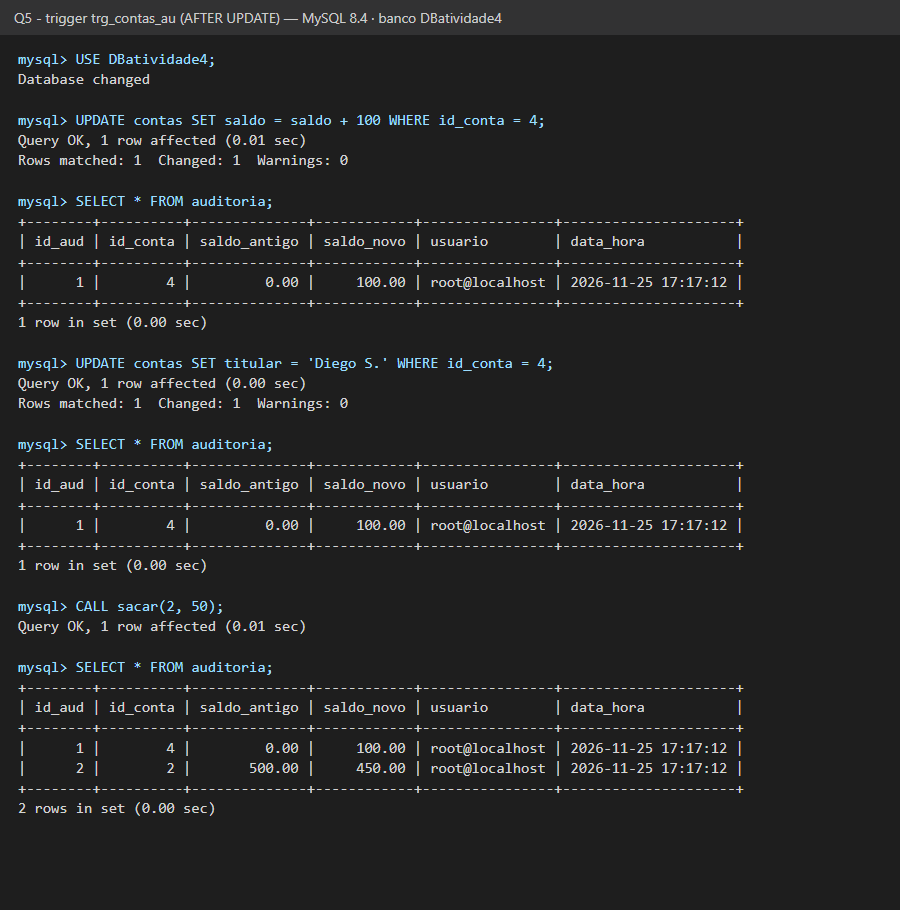 Q5 - trigger trg_contas_au (AFTER UPDATE) — MySQL 8.4 · banco DBatividade4
mysql> USE DBatividade4;
Database changed
mysql> UPDATE contas SET saldo = saldo + 100 WHERE id_conta = 4;
Query OK, 1 row affected (0.01 sec)
Rows matched: 1  Changed: 1  Warnings: 0
mysql> SELECT * FROM auditoria;
+--------+----------+--------------+------------+----------------+---------------------+
| id_aud | id_conta | saldo_antigo | saldo_novo | usuario        | data_hora           |
+--------+----------+--------------+------------+----------------+---------------------+
|      1 |        4 |         0.00 |     100.00 | root@localhost | 2026-11-25 17:17:12 |
+--------+----------+--------------+------------+----------------+---------------------+
1 row in set (0.00 sec)
mysql> UPDATE contas SET titular = 'Diego S.' WHERE id_conta = 4;
Query OK, 1 row affected (0.00 sec)
Rows matched: 1  Changed: 1  Warnings: 0
mysql> SELECT * FROM auditoria;
+--------+----------+--------------+------------+----------------+---------------------+
| id_aud | id_conta | saldo_antigo | saldo_novo | usuario        | data_hora           |
+--------+----------+--------------+------------+----------------+---------------------+
|      1 |        4 |         0.00 |     100.00 | root@localhost | 2026-11-25 17:17:12 |
+--------+----------+--------------+------------+----------------+---------------------+
1 row in set (0.00 sec)
mysql> CALL sacar(2, 50);
Query OK, 1 row affected (0.01 sec)
mysql> SELECT * FROM auditoria;
+--------+----------+--------------+------------+----------------+---------------------+
| id_aud | id_conta | saldo_antigo | saldo_novo | usuario        | data_hora           |
+--------+----------+--------------+------------+----------------+---------------------+
|      1 |        4 |         0.00 |     100.00 | root@localhost | 2026-11-25 17:17:12 |
|      2 |        2 |       500.00 |     450.00 | root@localhost | 2026-11-25 17:17:12 |
+--------+----------+--------------+------------+----------------+---------------------+
2 rows in set (0.00 sec)